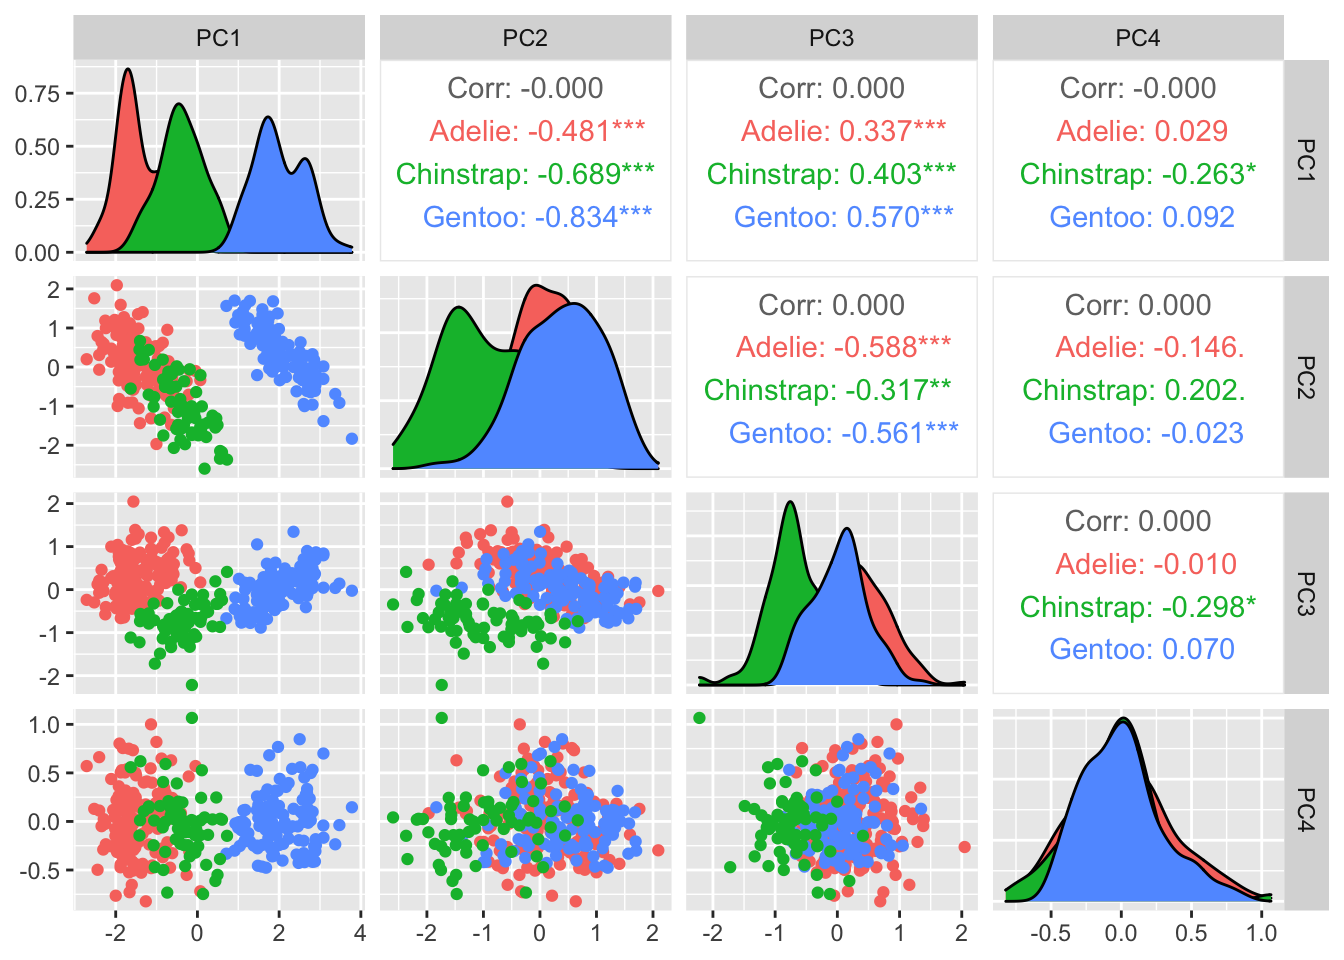 PC1 PC2 PC3 PC4
0.75
0.50
0.25
0.00
Corr: -0.000
Adelie: -0.481***
Chinstrap: -0.689***
Gentoo: -0.834***
Corr: 0.000
Adelie: 0.337***
Chinstrap: 0.403***
Gentoo: 0.570***
Corr: -0.000
Adelie: 0.029
Chinstrap: -0.263*
Gentoo: 0.092
PC1
2
1
0
-1
-2
Corr: 0.000
Adelie: -0.588***
Chinstrap: -0.317**
Gentoo: -0.561***
Corr: 0.000
Adelie: -0.146.
Chinstrap: 0.202.
Gentoo: -0.023
PC2
2
1
0
-1
-2
Corr: 0.000
Adelie: -0.010
Chinstrap: -0.298*
Gentoo: 0.070
PC3
1.0
0.5
0.0
-0.5
PC4
-2 0 2 4
-2 -1 0 1 2
-2 -1 0 1 2
-0.5 0.0 0.5 1.0